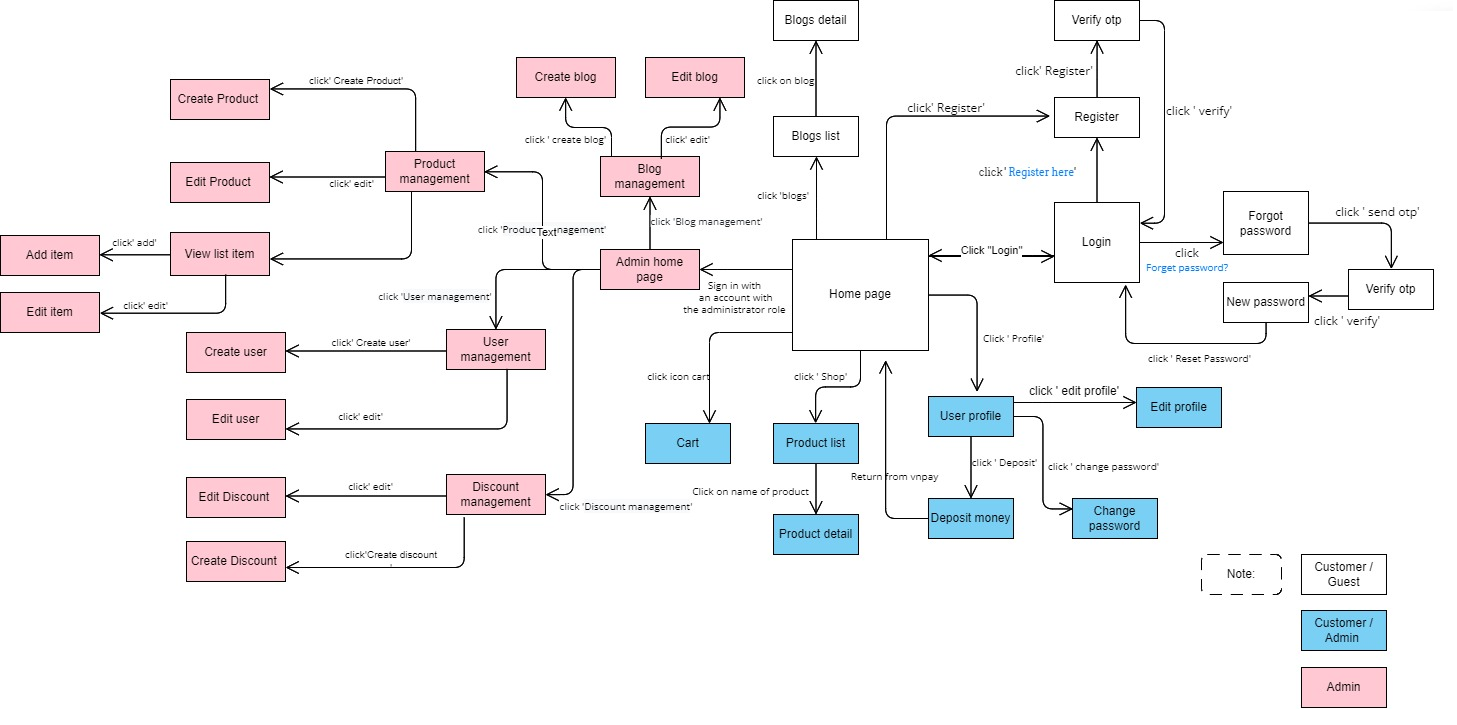 Blogs detail
Verify otp
click' Create Product'
Create Product
Create blog
Edit blog
click on blog
click' Register'
click' Register'
click ' verify'
Register
Blogs list
click ' create blog'
click' edit'
Product
management
Blog
management
Edit Product
click' edit'
click' Register here'
click 'blogs'
click 'Blog management'
click 'Produc
Text
nagement'
Forgot
password
click ' send otp'
click' add'
Add item
View list item
Admin home
page
Click "Login"
Login
click
Forget password?
Home page
Sign in with
an account with
the administrator role
click 'User management'
Edit item
click' edit'
New password
Verify otp
click ' verify'
Create user
click' Create user'
User
management
Click ' Profile'
click ' Reset Password'
click icon cart
click ' Shop'
click ' edit profile'
Edit profile
Edit user
click' edit'
User profile
Cart
Product list
click ' Deposit'
click ' change password'
Return from vnpay
Edit Discount
click' edit'
Discount
management
Click on name of product
click 'Discount management'
Deposit money
Change
password
Product detail
Create Discount
click'Create discount
'
Note:
Customer /
Guest
Customer /
Admin
Admin